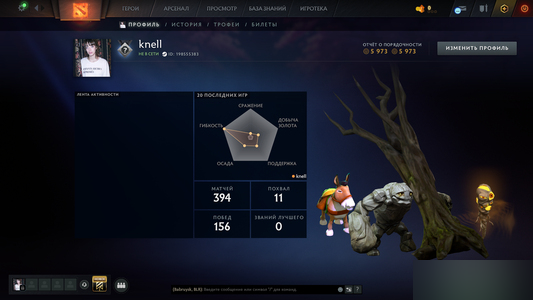 ГЕРОИ АРСЕНАЛ ПРОСМОТР БАЗА ЗНАНИЙ ИГРОТЕКА
ПРОФИЛЬ - ИСТОРИЯ - ТРОФЕИ - БИЛЕТЫ
knell
НЕ В СЕТИ
ОТЧЁТ О ПОРЯДОЧНОСТИ
5 973 5 973
ИЗМЕНИТЬ ПРОФИЛЬ
ЛЕНТА АКТИВНОСТИ
20 ПОСЛЕДНИХ ИГР
СРАЖЕНИЕ
ГИБКОСТЬ
ДОБЫЧА
ЗОЛОТА
ОСАДА
ПОДДЕРЖКА
knell
МАТЧЕЙ
394
ПОХВАЛ
11
ПОБЕД
156
ЗВАНИЙ ЛУЧШЕГО
0